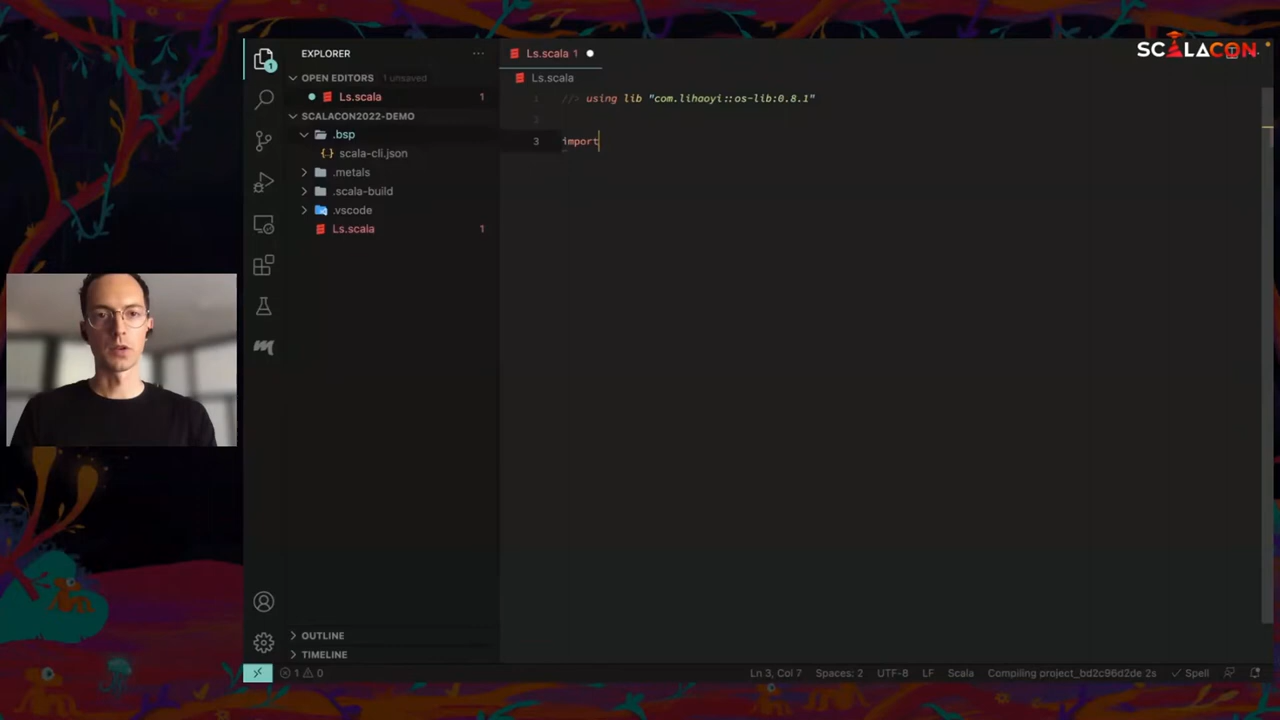 SCALACON
EXPLORER
OPEN EDITORS 1 unsaved
Ls.scala 1
SCALACON2022-DEMO
.bsp
scala-cli.json
.metals
.scala-build
.vscode
Ls.scala 1
OUTLINE
TIMELINE
Ls.scala 1
Ls.scala
1 //> using lib "com.lihaoyi::os-lib:0.8.1"
2
3 import
1
1 0
Ln 3, Col 7 Spaces: 2 UTF-8 LF Scala Compiling project_bd2c96d2de 2s Spell